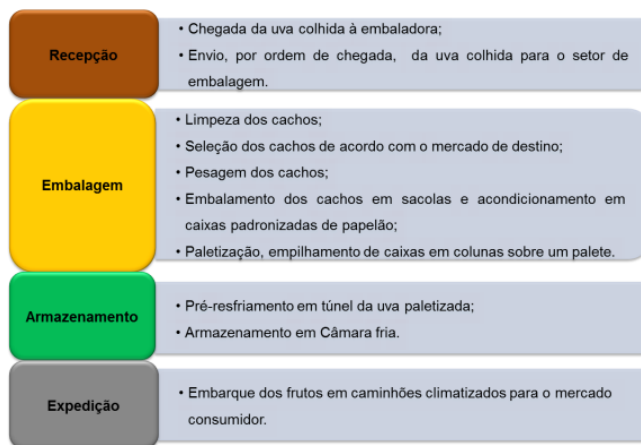 Recepção
• Chegada da uva colhida à embaladora;
• Envio, por ordem de chegada, da uva colhida para o setor de
embalagem.
Embalagem
• Limpeza dos cachos;
• Seleção dos cachos de acordo com o mercado de destino;
• Pesagem dos cachos;
• Embalamento dos cachos em sacolas e acondicionamento em
caixas padronizadas de papelão;
• Paletização, empilhamento de caixas em colunas sobre um palete.
Armazenamento
• Pré-resfriamento em túnel da uva paletizada;
• Armazenamento em Câmara fria.
Expedição
• Embarque dos frutos em caminhões climatizados para o mercado
consumidor.